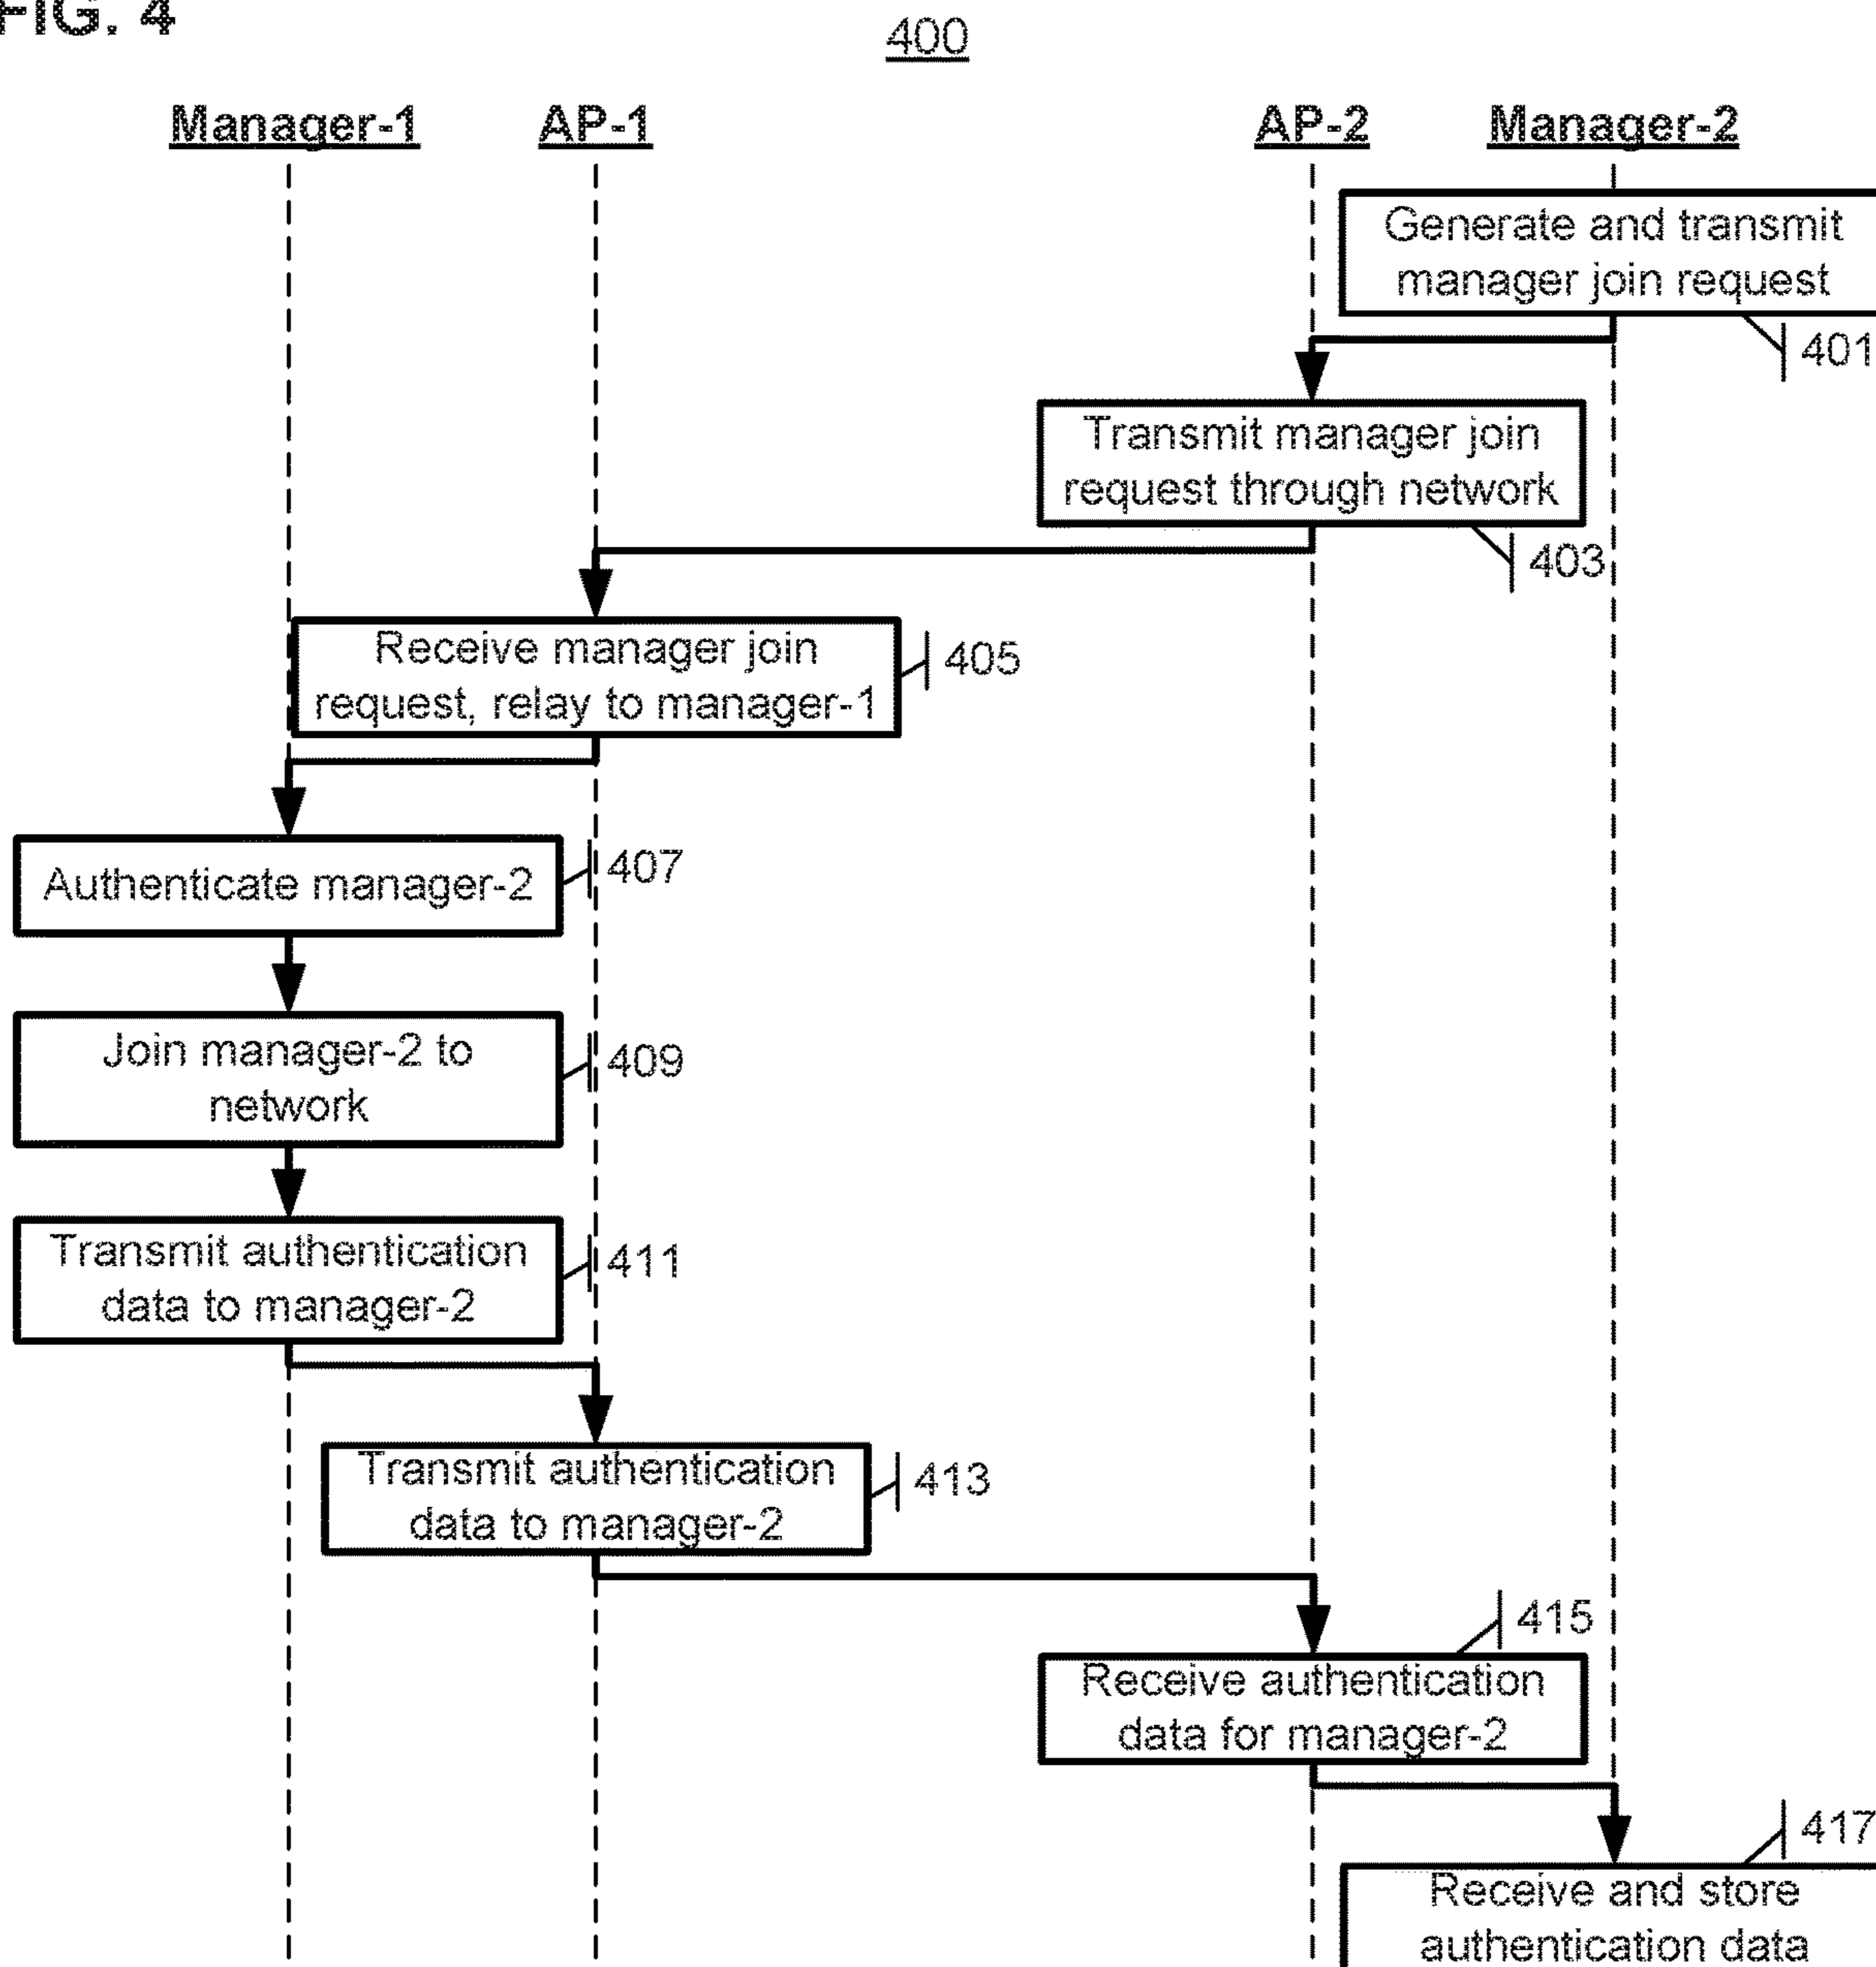 FIG. 4
400
Manager-1 AP-1 AP-2 Manager-2
Generate and transmit
manager join request
401
Transmit manager join
request through network
403
Receive manager join
request, relay to manager-1
405
Authenticate manager-2
407
Join manager-2 to
network
409
Transmit authentication
data to manager-2
411
Transmit authentication
data to manager-2
413
415
Receive authentication
data for manager-2
417
Receive and store
authentication data